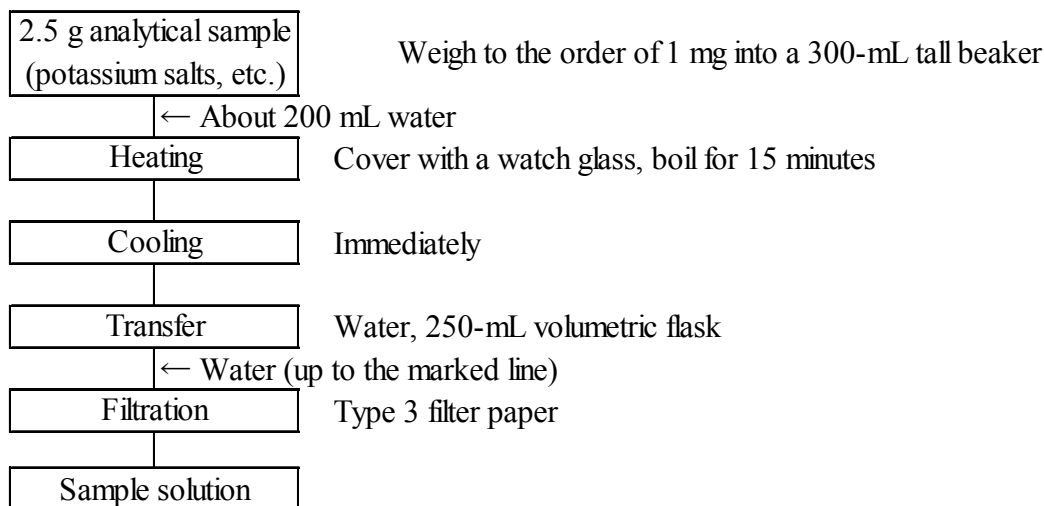 2.5 g analytical sample
(potassium salts, etc.)
Weigh to the order of 1 mg into a 300-mL tall beaker
← About 200 mL water
Heating
Cover with a watch glass, boil for 15 minutes
Cooling
Immediately
Transfer
Water, 250-mL volumetric flask
← Water (up to the marked line)
Filtration
Type 3 filter paper
Sample solution